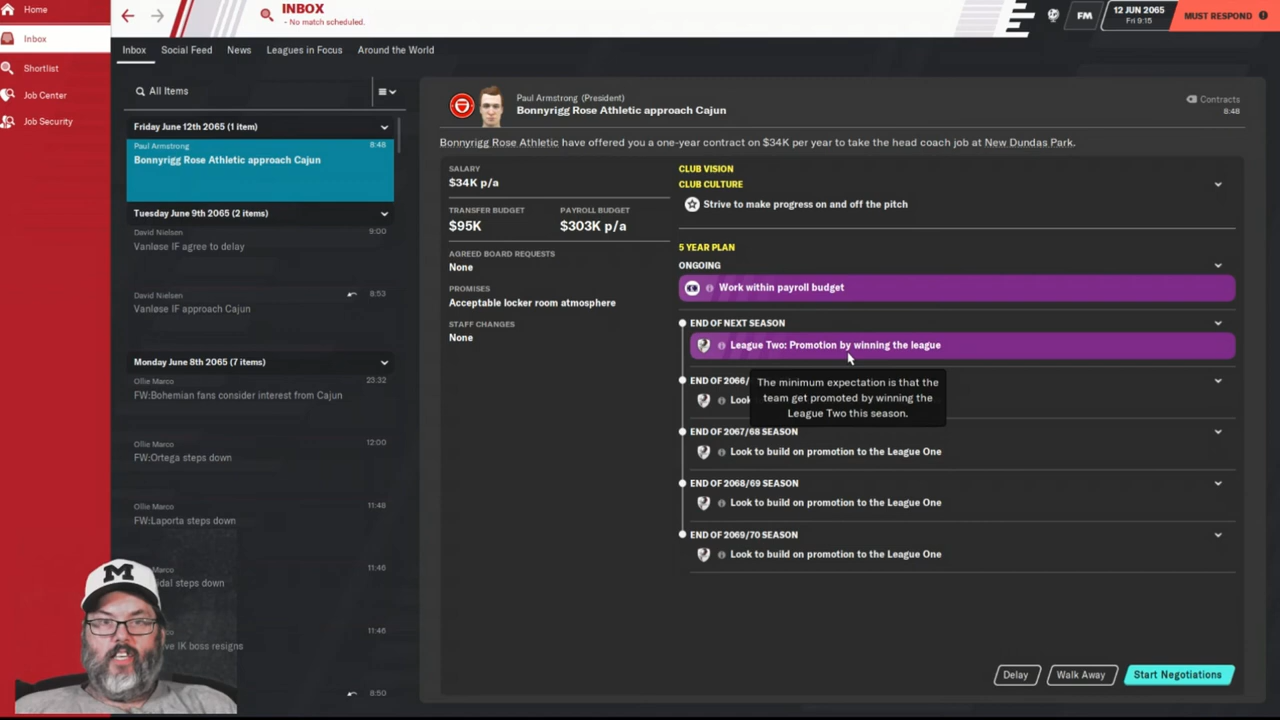 Home
INBOX
- No match scheduled.
FM
12 JUN 2065
Fri 9:15
MUST RESPOND
Inbox
Shortlist
Job Center
Job Security
Inbox
Social Feed
News
Leagues in Focus
Around the World
All Items
Friday June 12th 2065 (1 item)
Paul Armstrong
8:48
Bonnyrigg Rose Athletic approach Cajun
Tuesday June 9th 2065 (2 items)
David Nielsen
9:00
Vanløse IF agree to delay
David Nielsen
8:53
Vanløse IF approach Cajun
Monday June 8th 2065 (7 items)
Ollie Marco
23:32
FW:Bohemian fans consider interest from Cajun
Ollie Marco
12:00
FW:Ortega steps down
Ollie Marco
11:48
FW:Laporta steps down
11:46
idal steps down
co
11:46
ve IK boss resigns
8:50
Paul Armstrong (President)
Bonnyrigg Rose Athletic approach Cajun
Contracts
8:48
Bonnyrigg Rose Athletic have offered you a one-year contract on $34K per year to take the head coach job at New Dundas Park.
SALARY
$34K p/a
TRANSFER BUDGET
$95K
PAYROLL BUDGET
$303K p/a
AGREED BOARD REQUESTS
None
PROMISES
Acceptable locker room atmosphere
STAFF CHANGES
None
CLUB VISION
CLUB CULTURE
Strive to make progress on and off the pitch
5 YEAR PLAN
ONGOING
Work within payroll budget
END OF NEXT SEASON
League Two: Promotion by winning the league
The minimum expectation is that the
team get promoted by winning the
League Two this season.
END OF 2066/
Look
END OF 2067/68 SEASON
Look to build on promotion to the League One
END OF 2068/69 SEASON
Look to build on promotion to the League One
END OF 2069/70 SEASON
Look to build on promotion to the League One
Delay
Walk Away
Start Negotiations
M